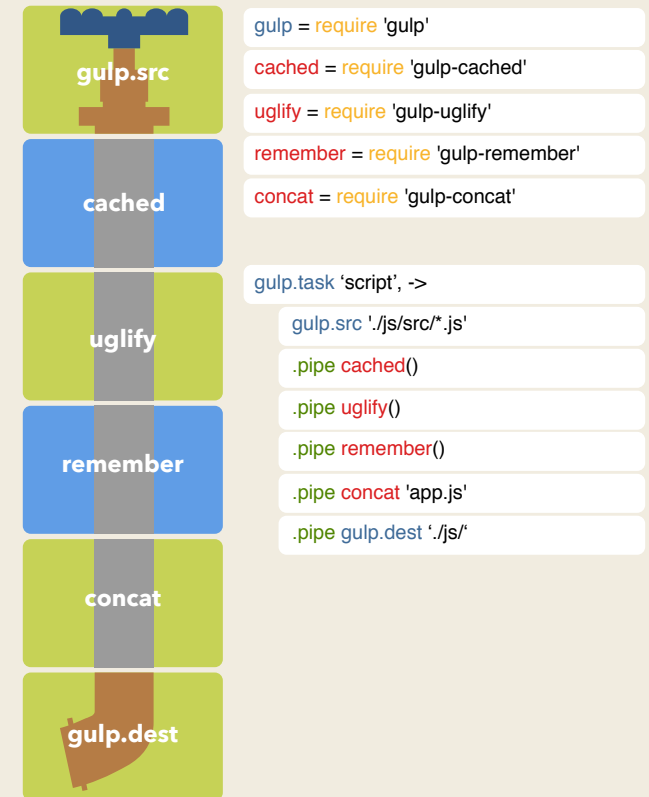 gulp.src
cached
uglify
remember
concat
gulp.dest
gulp = require 'gulp'
cached = require 'gulp-cached'
uglify = require 'gulp-uglify'
remember = require 'gulp-remember'
concat = require 'gulp-concat'
gulp.task ‘script’, ->
gulp.src './js/src/*.js'
.pipe cached()
.pipe uglify()
.pipe remember()
.pipe concat 'app.js'
.pipe gulp.dest ‘./js/‘